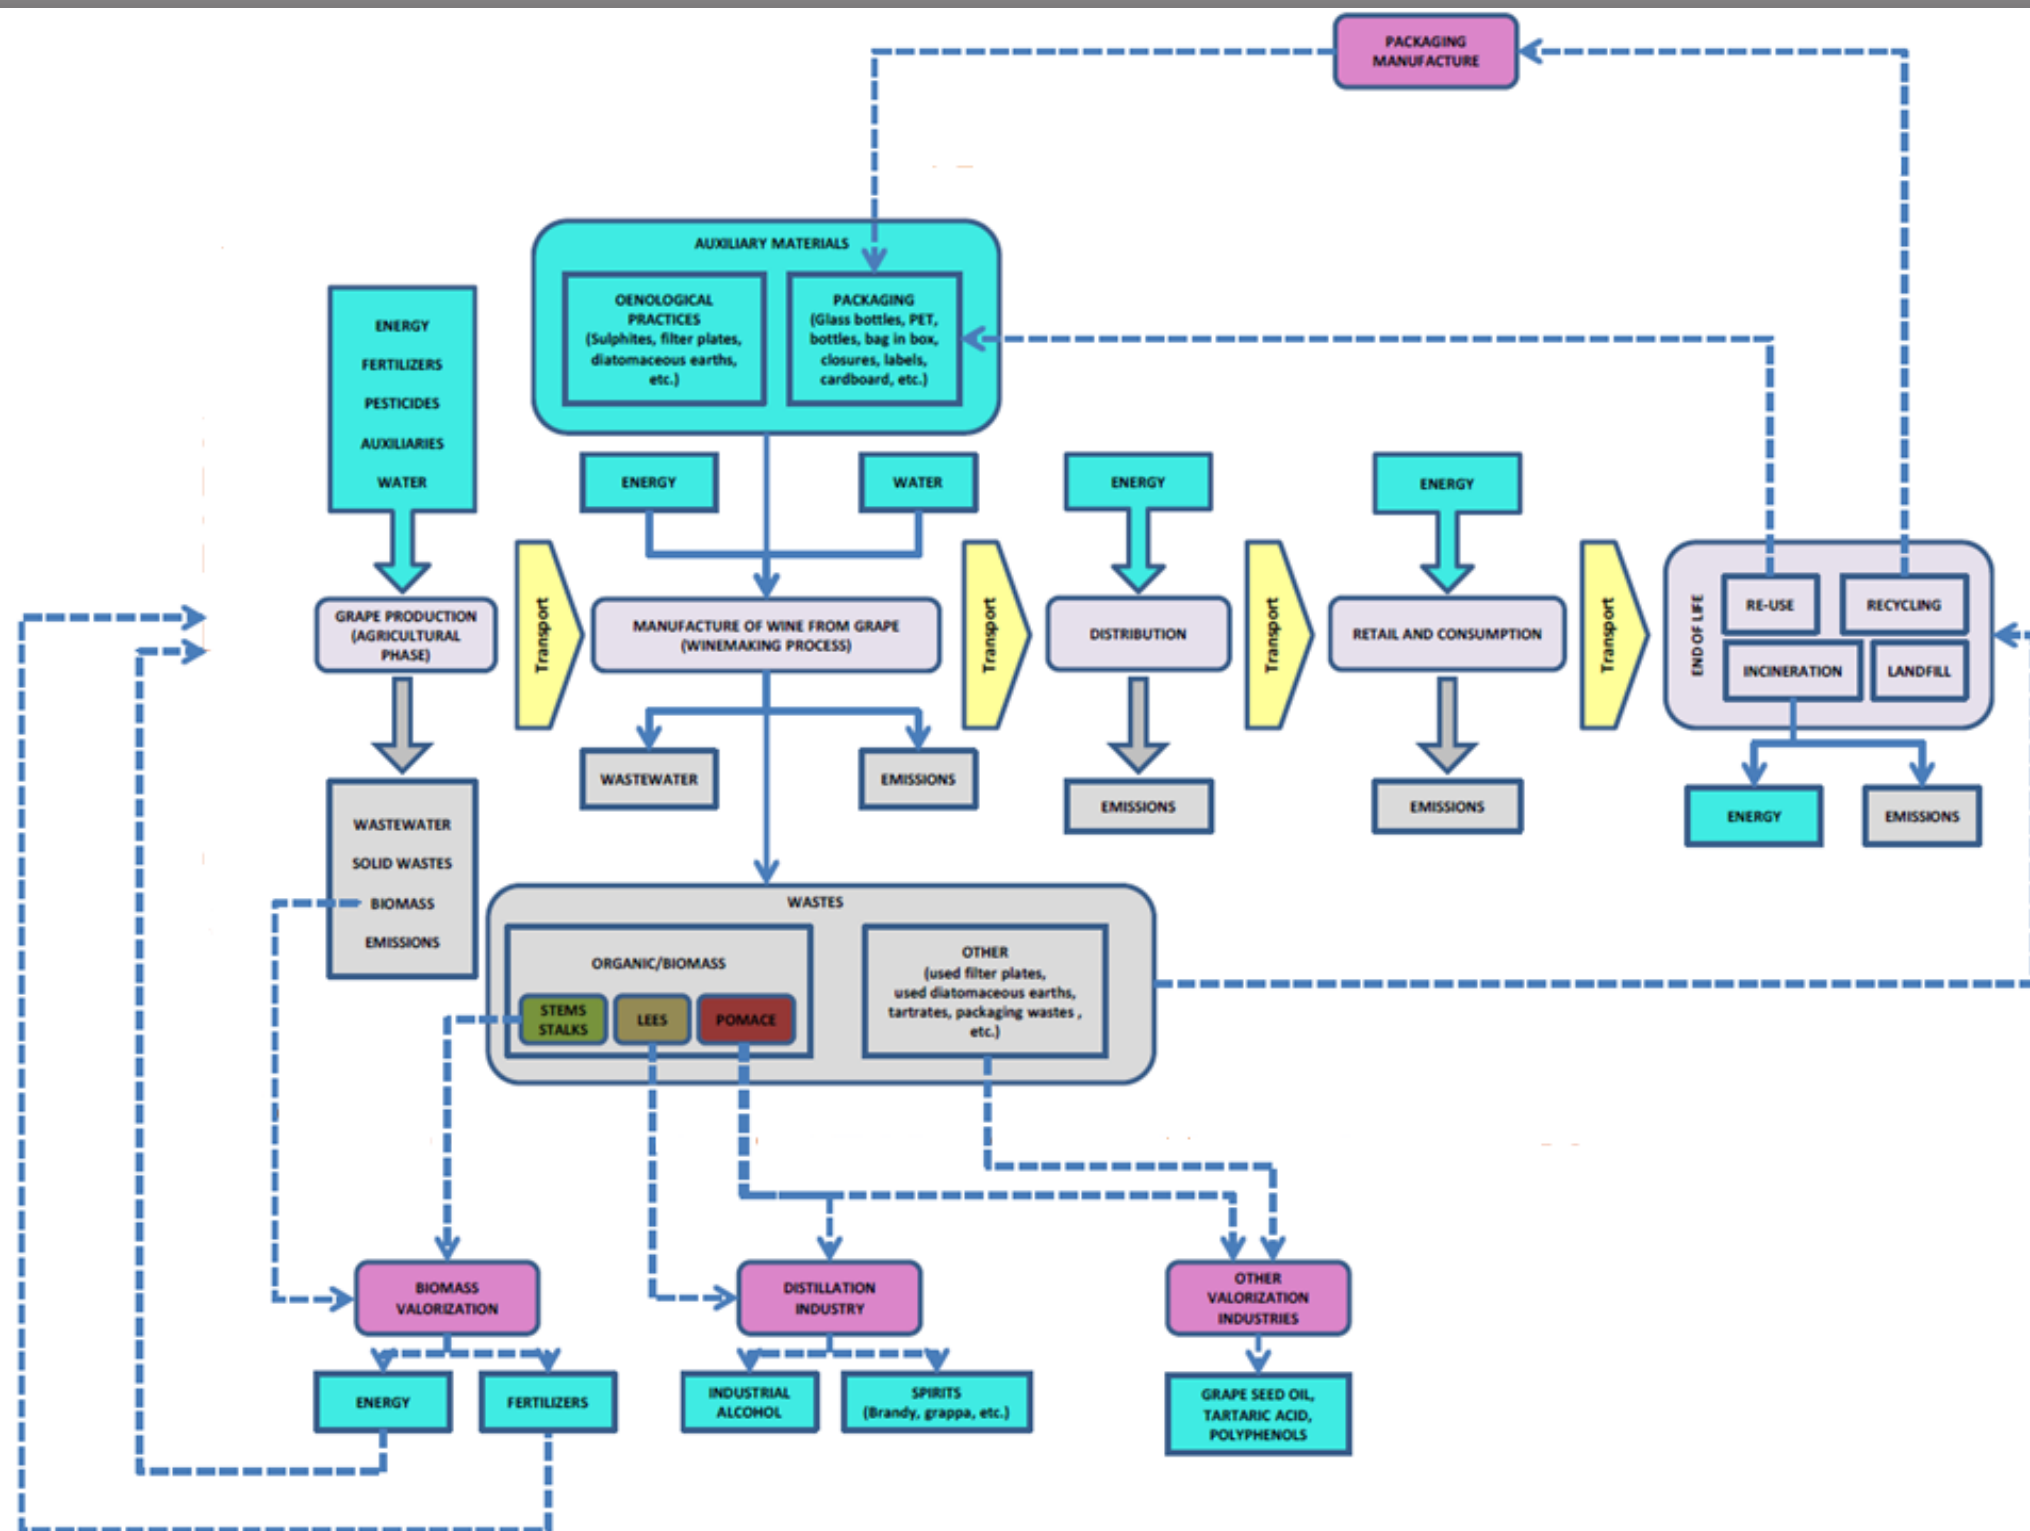 PACKAGING
MANUFACTURE
AUXILIARY MATERIALS
OENOLOGICAL
PRACTICES
(Sulphites, filter plates,
diatomaceous earths,
etc.)
PACKAGING
(Glass bottles, PET,
bottles, bag in box,
closures, labels,
cardboard, etc.)
ENERGY
FERTILIZERS
PESTICIDES
AUXILIARIES
WATER
ENERGY
WATER
ENERGY
ENERGY
GRAPE PRODUCTION
(AGRICULTURAL
PHASE)
Transport
MANUFACTURE OF WINE FROM GRAPE
(WINEMAKING PROCESS)
Transport
DISTRIBUTION
Transport
RETAIL AND CONSUMPTION
Transport
END OF LIFE
RE-USE
RECYCLING
INCINERATION
LANDFILL
WASTEWATER
SOLID WASTES
BIOMASS
EMISSIONS
WASTEWATER
EMISSIONS
EMISSIONS
EMISSIONS
ENERGY
EMISSIONS
WASTES
ORGANIC/BIOMASS
STEMS
STALKS
LEES
POMACE
OTHER
(used filter plates,
used diatomaceous earths,
tartrates, packaging wastes ,
etc.)
BIOMASS
VALORIZATION
DISTILLATION
INDUSTRY
OTHER
VALORIZATION
INDUSTRIES
ENERGY
FERTILIZERS
INDUSTRIAL
ALCOHOL
SPIRITS
(Brandy, grappa, etc.)
GRAPE SEED OIL,
TARTARIC ACID,
POLYPHENOLS